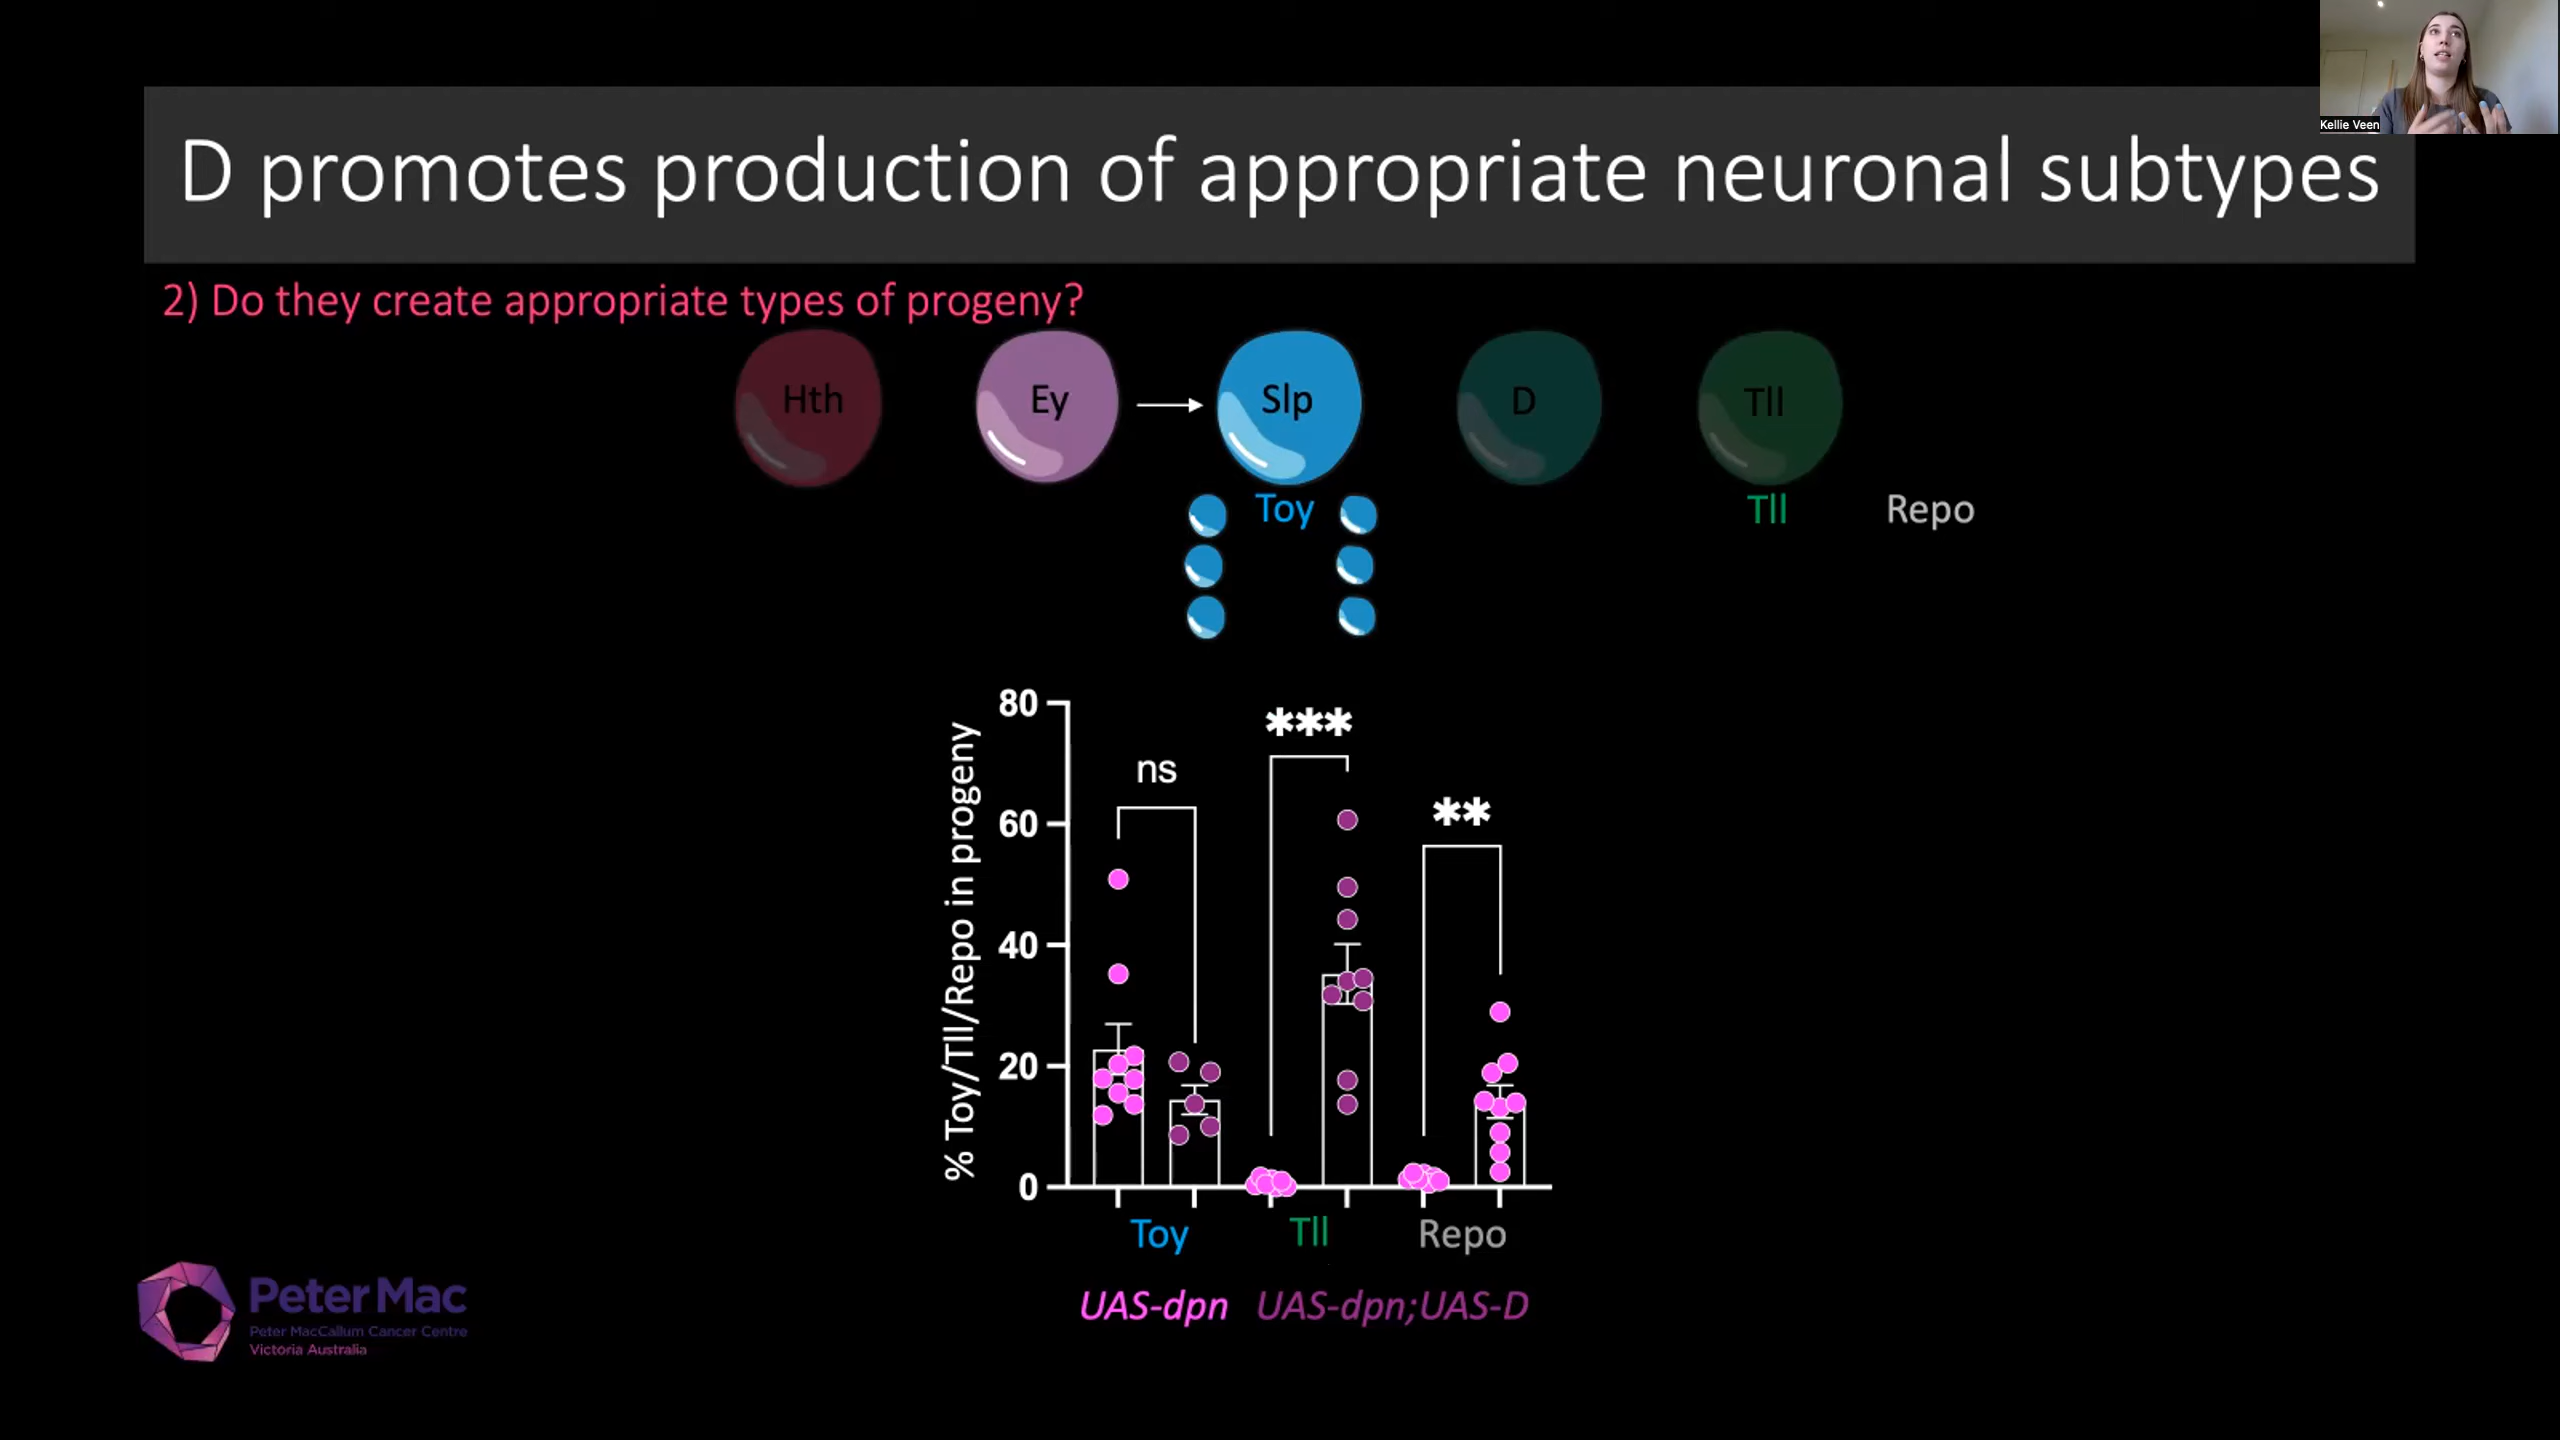 Kellie Veen
D promotes production of appropriate neuronal subtypes
2) Do they create appropriate types of progeny?
Hth
Ey
Slp
D
Tll
Toy
Tll
Repo
% Toy/Tll/Repo in progeny
80
60
40
20
0
ns
***
**
Toy
Tll
Repo
UAS-dpn
UAS-dpn;UAS-D
Peter Mac
Peter MacCallum Cancer Centre
Victoria Australia